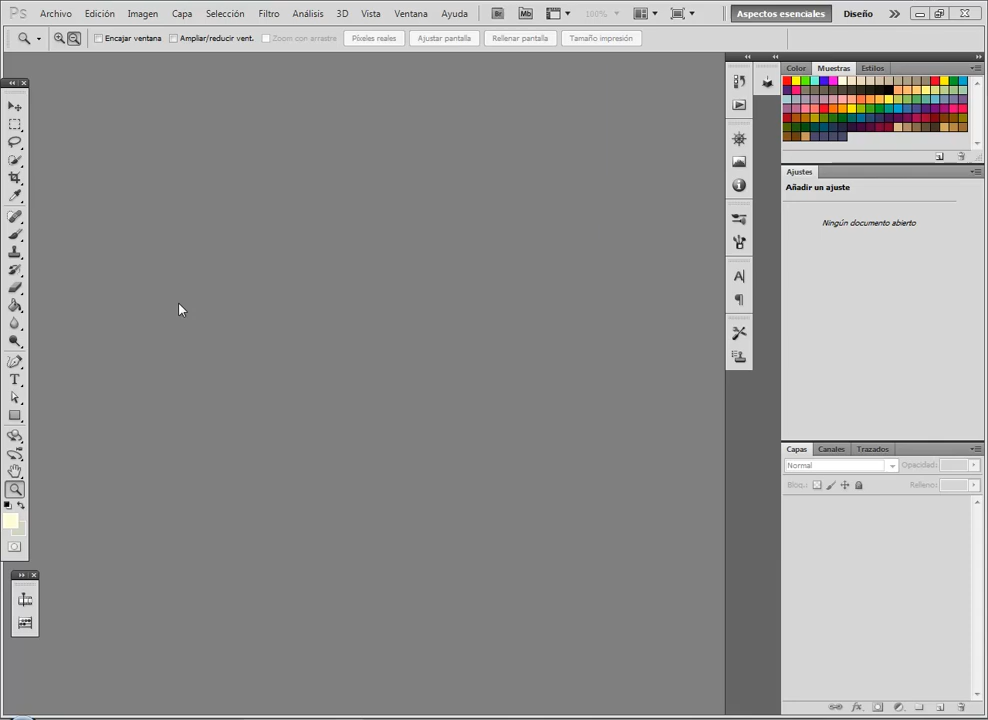 Ps Archivo Edición Imagen Capa Selección Filtro Análisis 3D Vista Ventana Ayuda Br Mb 100% Aspectos esenciales Diseño
Encajar ventana Ampliar/reducir vent. Zoom con arrastre Píxeles reales Ajustar pantalla Rellenar pantalla Tamaño impresión
Color Muestras Estilos
Ajustes
Añadir un ajuste
Ningún documento abierto
Capas Canales Trazados
Normal Opacidad:
Bloq.: Relleno: